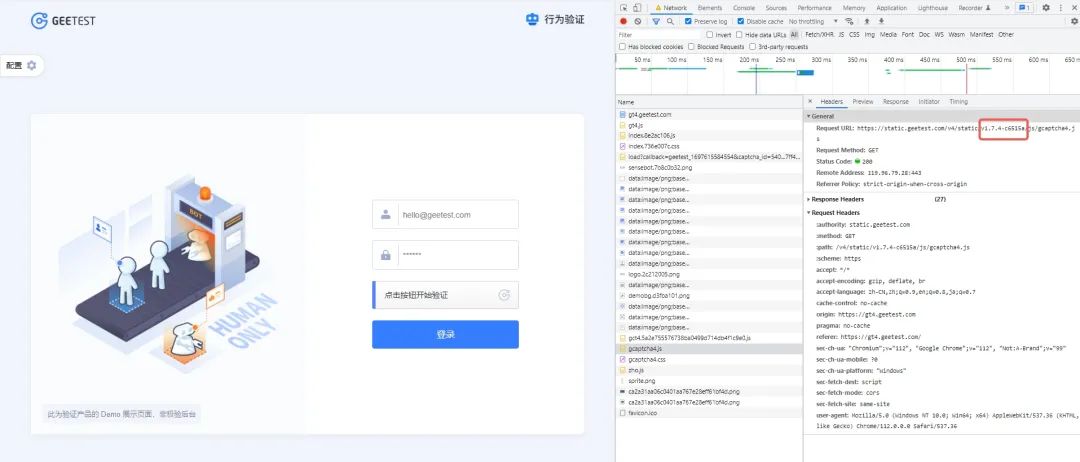 GEETEST
行为验证
配置
BOT
HUMAN
ONLY
hello@geetest.com
点击按钮开始验证
登录
此为验证产品的 Demo 展示页面，非极验后台
Network Elements Console Sources Performance Memory Application Lighthouse Recorder
Preserve log Disable cache No throttling
Filter Invert Hide data URLs All Fetch/XHR JS CSS Img Media Font Doc WS Wasm Manifest Other
Has blocked cookies Blocked Requests 3rd-party requests
50 ms 100 ms 150 ms 200 ms 250 ms 300 ms 350 ms 400 ms 450 ms 500 ms 550 ms 600 ms
Name
gt4.geetest.com
gt4.js
index.8e2ac106.js
index.736e007c.css
load?callback=geetest_1697615584554&captcha_id=540...7ff4...
sensebot.7b8c0b32.png
data:image/png;base...
data:image/png;base...
data:image/png;base...
data:image/png;base...
data:image/png;base...
data:image/png;base...
data:image/png;base...
data:image/png;base...
data:image/png;base...
logo.2c212005.png
data:image/png;base...
demobg.d3fba101.png
data:image/png;base...
data:image/png;base...
data:image/png;base...
gcaptcha4.js
gcaptcha4.css
zho.js
sprite.png
favicon.ico
Headers Preview Response Initiator Timing
General
Request URL: https://static.geetest.com/v4/static/v1.7.4-c6515a/js/gcaptcha4.j
s
Request Method: GET
Status Code: 200
Remote Address: 119.96.79.28:443
Referrer Policy: strict-origin-when-cross-origin
Response Headers (27)
Request Headers
:authority: static.geetest.com
:method: GET
:path: /v4/static/v1.7.4-c6515a/js/gcaptcha4.js
:scheme: https
accept: */*
accept-encoding: gzip, deflate, br
accept-language: zh-CN,zh;q=0.9,en;q=0.8,ja;q=0.7
cache-control: no-cache
origin: https://gt4.geetest.com
pragma: no-cache
referer: https://gt4.geetest.com/
sec-ch-ua: "Chromium";v="112", "Google Chrome";v="112", "Not:A-Brand";v="99"
sec-ch-ua-mobile: ?0
sec-ch-ua-platform: "Windows"
sec-fetch-dest: script
sec-fetch-mode: cors
sec-fetch-site: same-site
user-agent: Mozilla/5.0 (Windows NT 10.0; Win64; x64) AppleWebKit/537.36 (KHTML,
like Gecko) Chrome/112.0.0.0 Safari/537.36